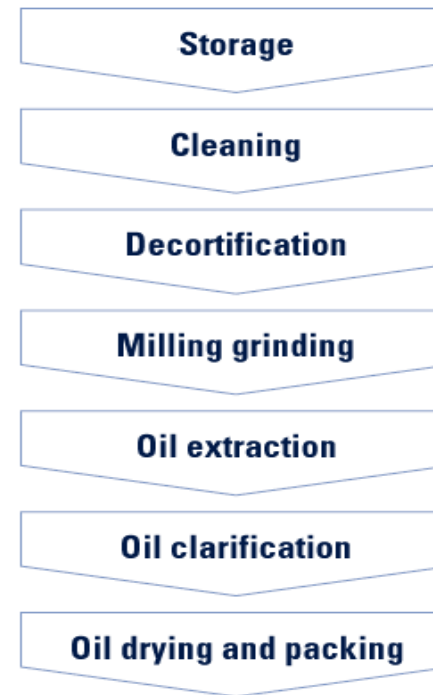 Storage
Cleaning
Decortification
Milling grinding
Oil extraction
Oil clarification
Oil drying and packing